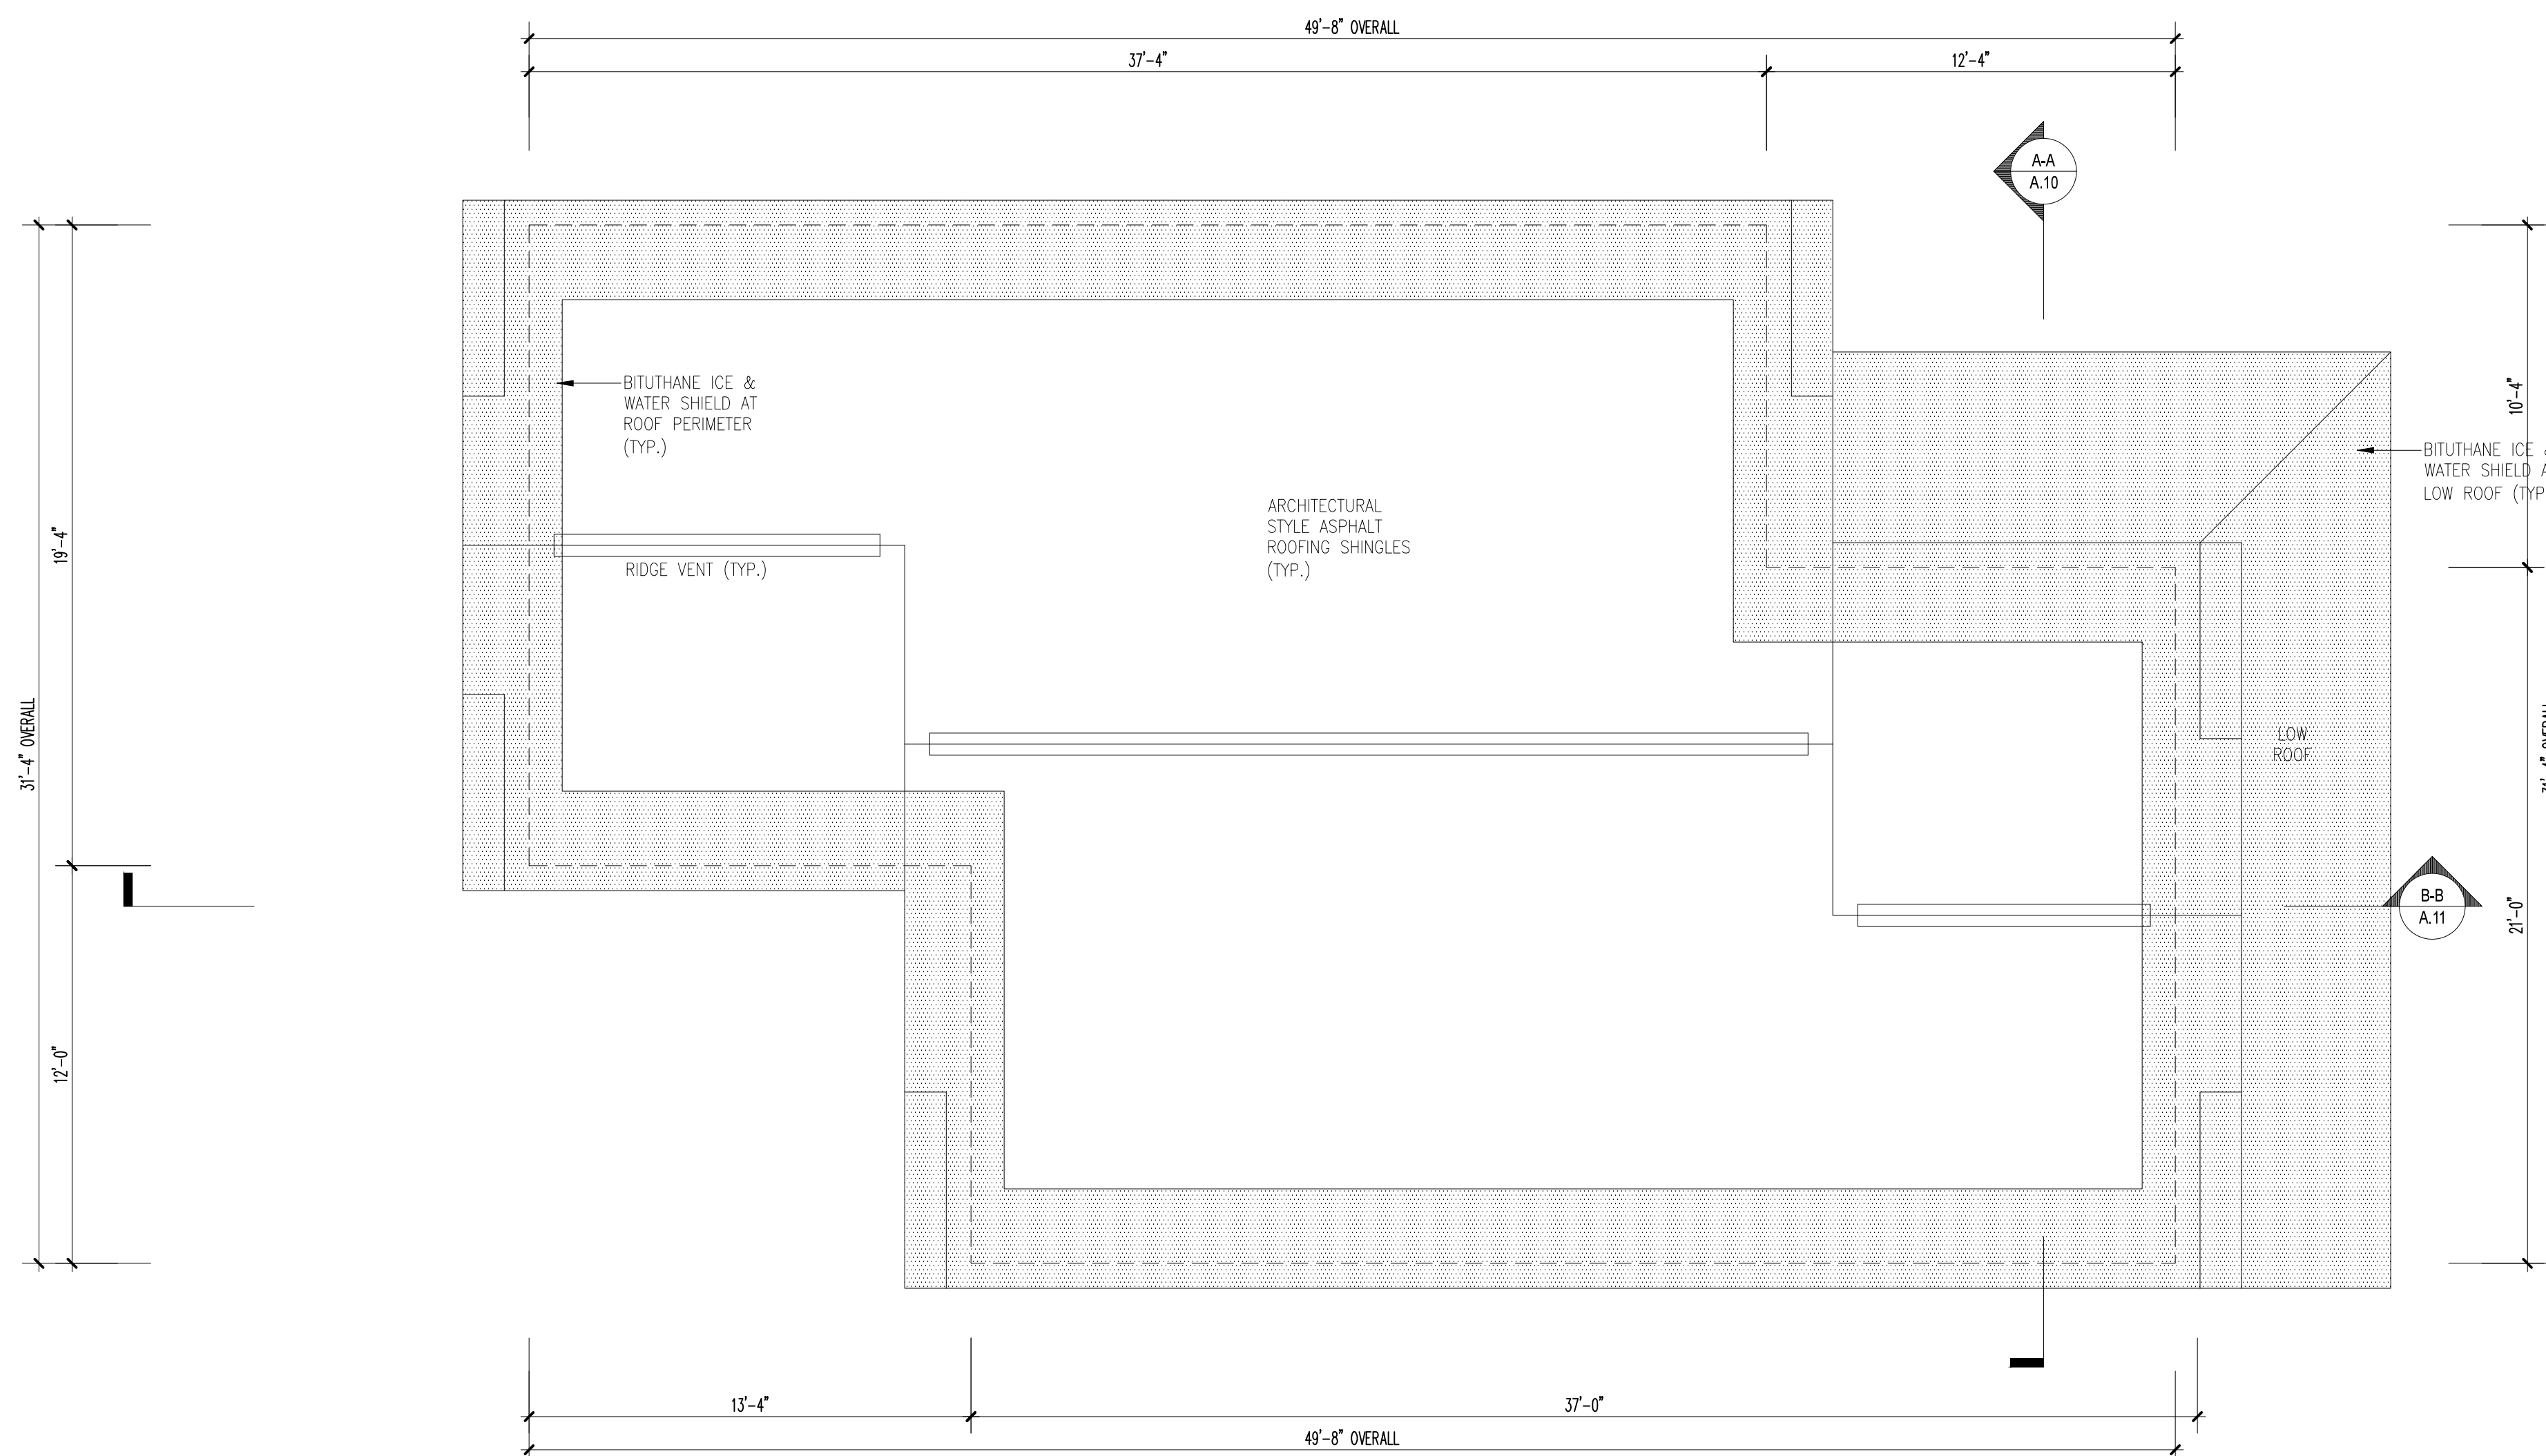 49'-8" OVERALL
37'-4"
12'-4"
A-A
A.10
BITUTHANE ICE &
WATER SHIELD AT
ROOF PERIMETER
(TYP.)
ARCHITECTURAL
STYLE ASPHALT
ROOFING SHINGLES
(TYP.)
RIDGE VENT (TYP.)
10'-4"
BITUTHANE ICE
WATER SHIELD
LOW ROOF (TYP
19'-4"
31'-4" OVERALL
LOW
ROOF
B-B
A.11
21'-0"
12'-0"
13'-4"
37'-0"
49'-8" OVERALL